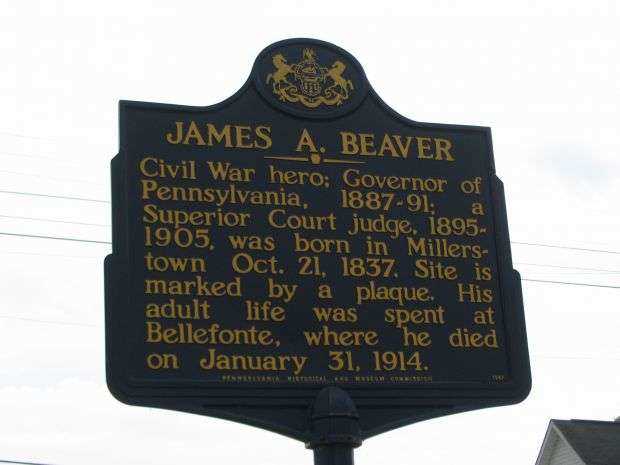 JAMES A. BEAVER
Civil War hero; Governor of
Pennsylvania, 1887-91; a
Superior Court judge, 1895-
1905, was born in Millers-
town Oct. 21, 1837. Site is
marked by a plaque. His
adult life was spent at
Bellefonte, where he died
on January 31, 1914.
PENNSYLVANIA HISTORICAL AND MUSEUM COMMISSION